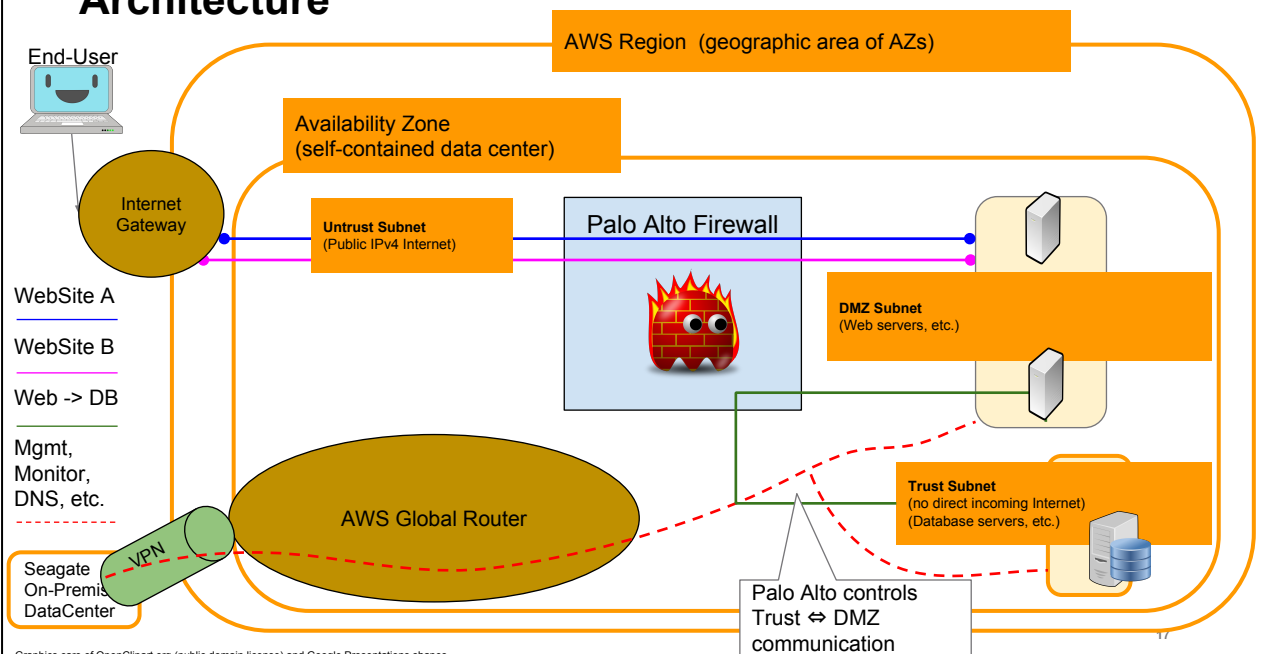 Architecture
End-User
AWS Region (geographic area of AZs)
Availability Zone
(self-contained data center)
Internet
Gateway
Untrust Subnet
(Public IPv4 Internet)
Palo Alto Firewall
WebSite A
WebSite B
Web -> DB
Mgmt,
Monitor,
DNS, etc.
DMZ Subnet
(Web servers, etc.)
AWS Global Router
Trust Subnet
(no direct incoming Internet)
(Database servers, etc.)
VPN
Seagate
On-Premis
DataCenter
Palo Alto controls
Trust ⇔ DMZ
communication
17